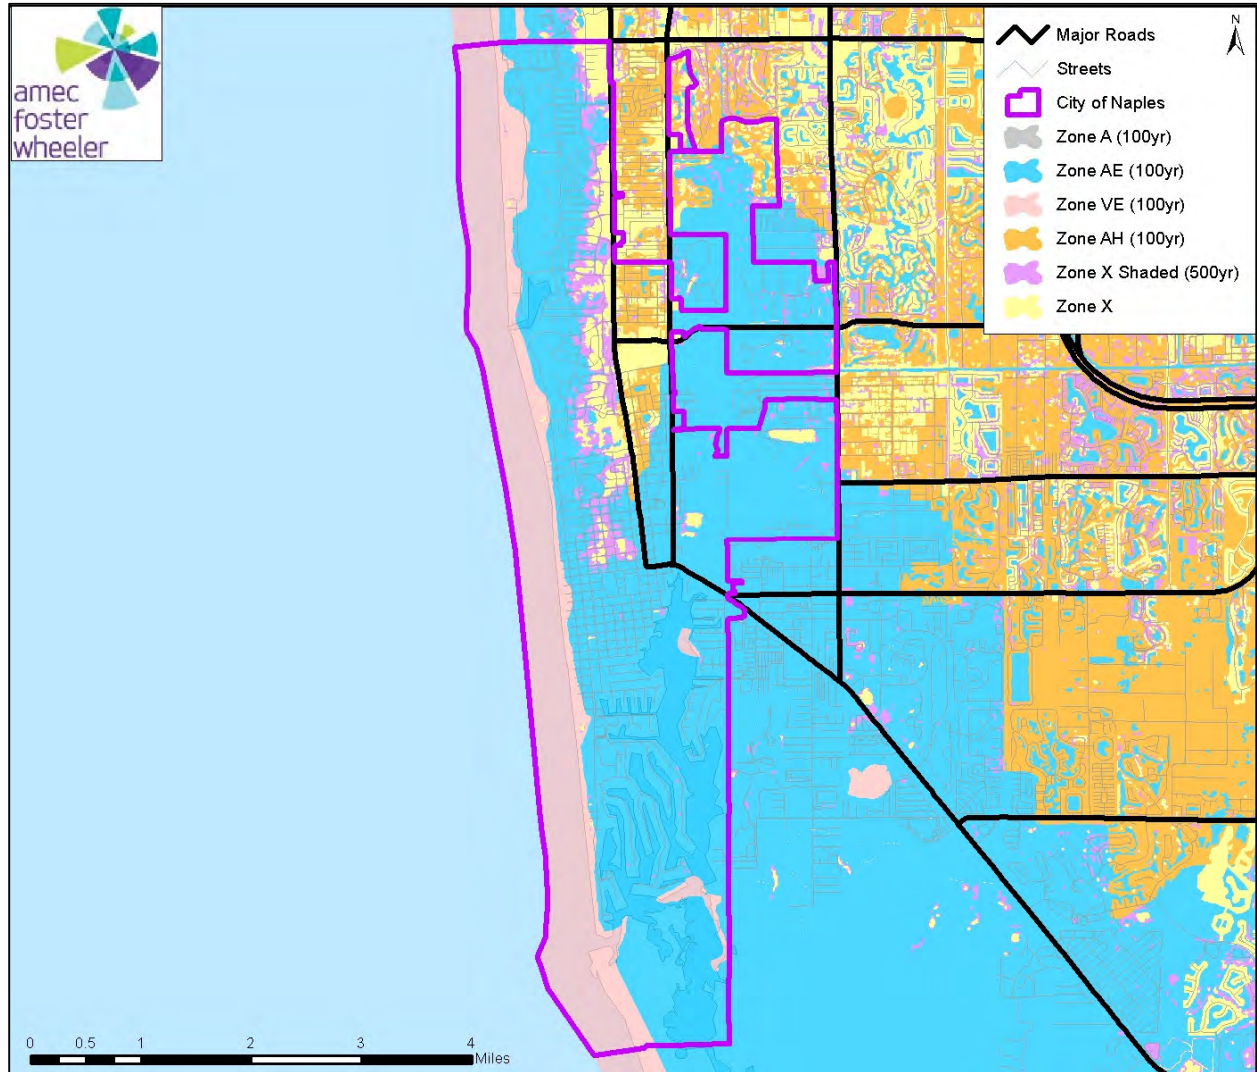 amec
foster
wheeler
N
Major Roads
Streets
City of Naples
Zone A (100yr)
Zone AE (100yr)
Zone VE (100yr)
Zone AH (100yr)
Zone X Shaded (500yr)
Zone X
0 0.5 1 2 3 4
Miles